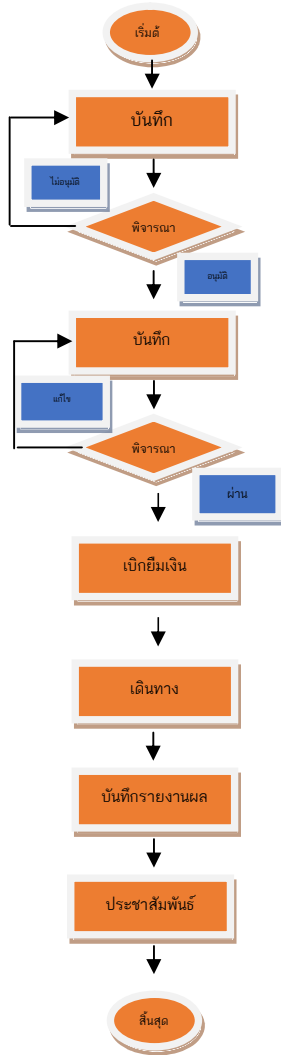 เริ่มต้
บันทึก
ไม่อนุมัติ
พิจารณา
อนุมัติ
บันทึก
แก้ไข
พิจารณา
ผ่าน
เบิกยืมเงิน
เดินทาง
บันทึกรายงานผล
ประชาสัมพันธ์
สิ้นสุด